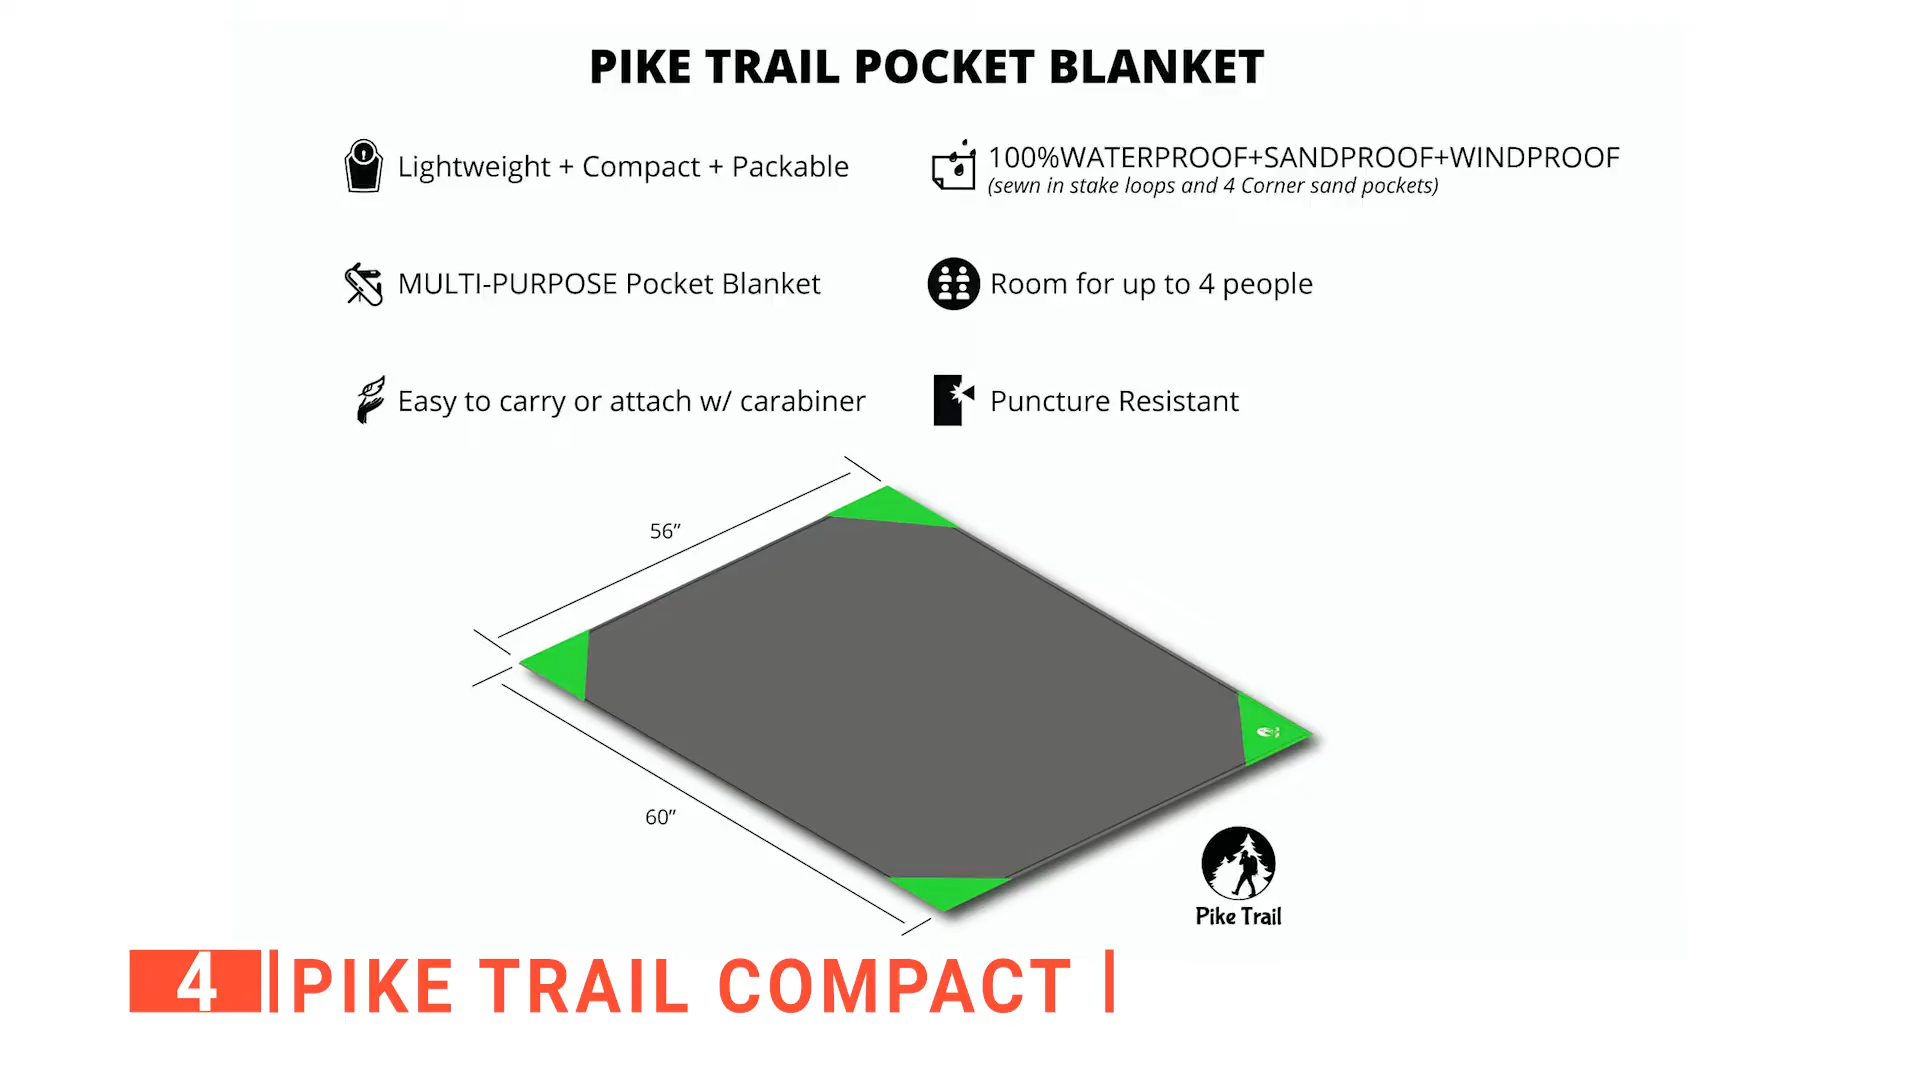 PIKE TRAIL POCKET BLANKET
Lightweight + Compact + Packable
100%WATERPROOF+SANDPROOF+WINDPROOF
(sewn in stake loops and 4 Corner sand pockets)
MULTI-PURPOSE Pocket Blanket
Room for up to 4 people
Easy to carry or attach w/ carabiner
Puncture Resistant
56”
60”
Pike Trail
4 PIKE TRAIL COMPACT